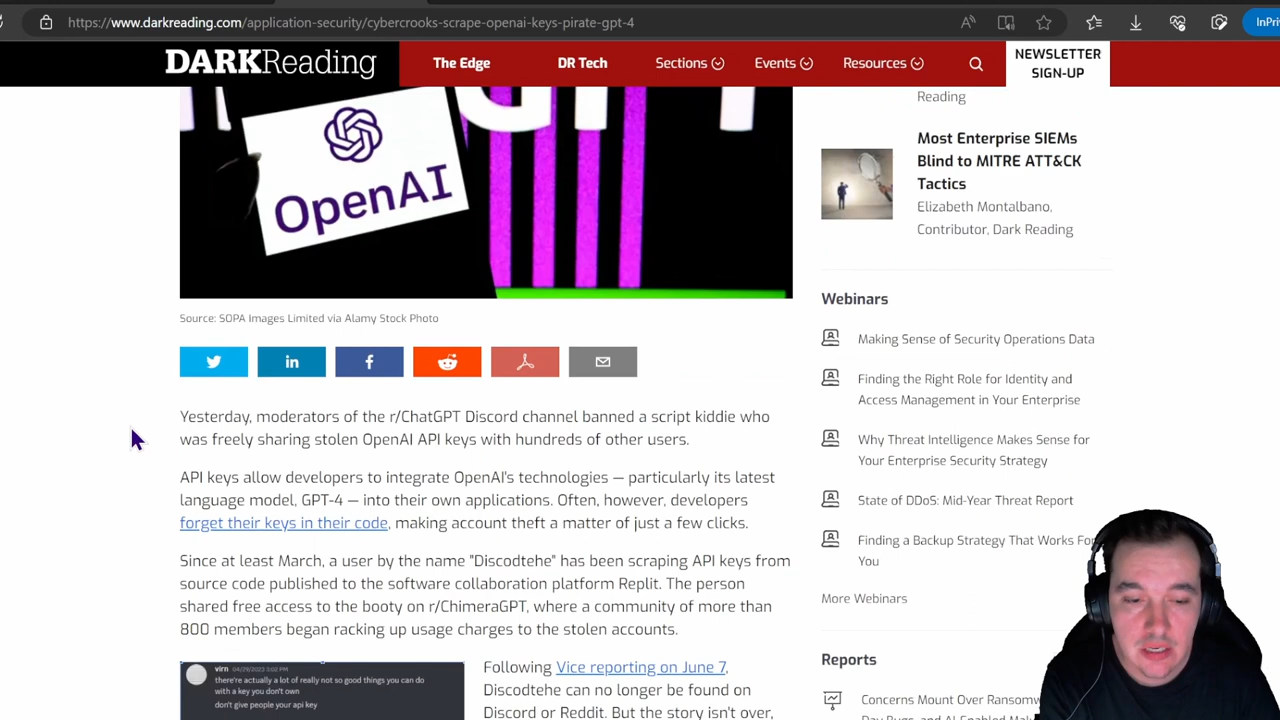 https://www.darkreading.com/application-security/cybercrooks-scrape-openai-keys-pirate-gpt-4
InPri
DARKReading
The Edge
DR Tech
Sections
Events
Resources
NEWSLETTER
SIGN-UP
OpenAI
Source: SOPA Images Limited via Alamy Stock Photo
Yesterday, moderators of the r/ChatGPT Discord channel banned a script kiddie who
was freely sharing stolen OpenAI API keys with hundreds of other users.
API keys allow developers to integrate OpenAI's technologies — particularly its latest
language model, GPT-4 — into their own applications. Often, however, developers
forget their keys in their code, making account theft a matter of just a few clicks.
Since at least March, a user by the name "Discodtehe" has been scraping API keys from
source code published to the software collaboration platform Replit. The person
shared free access to the booty on r/ChimeraGPT, where a community of more than
800 members began racking up usage charges to the stolen accounts.
virn 04/29/2023 3:02 PM
there're actually a lot of really not so good things you can do
with a key you don't own
don't give people your api key
Following Vice reporting on June 7,
Discodtehe can no longer be found on
Discord or Reddit. But the story isn't over,
Reading
Most Enterprise SIEMs
Blind to MITRE ATT&CK
Tactics
Elizabeth Montalbano,
Contributor, Dark Reading
Webinars
Making Sense of Security Operations Data
Finding the Right Role for Identity and
Access Management in Your Enterprise
Why Threat Intelligence Makes Sense for
Your Enterprise Security Strategy
State of DDoS: Mid-Year Threat Report
Finding a Backup Strategy That Works For
You
More Webinars
Reports
Concerns Mount Over Ransomw